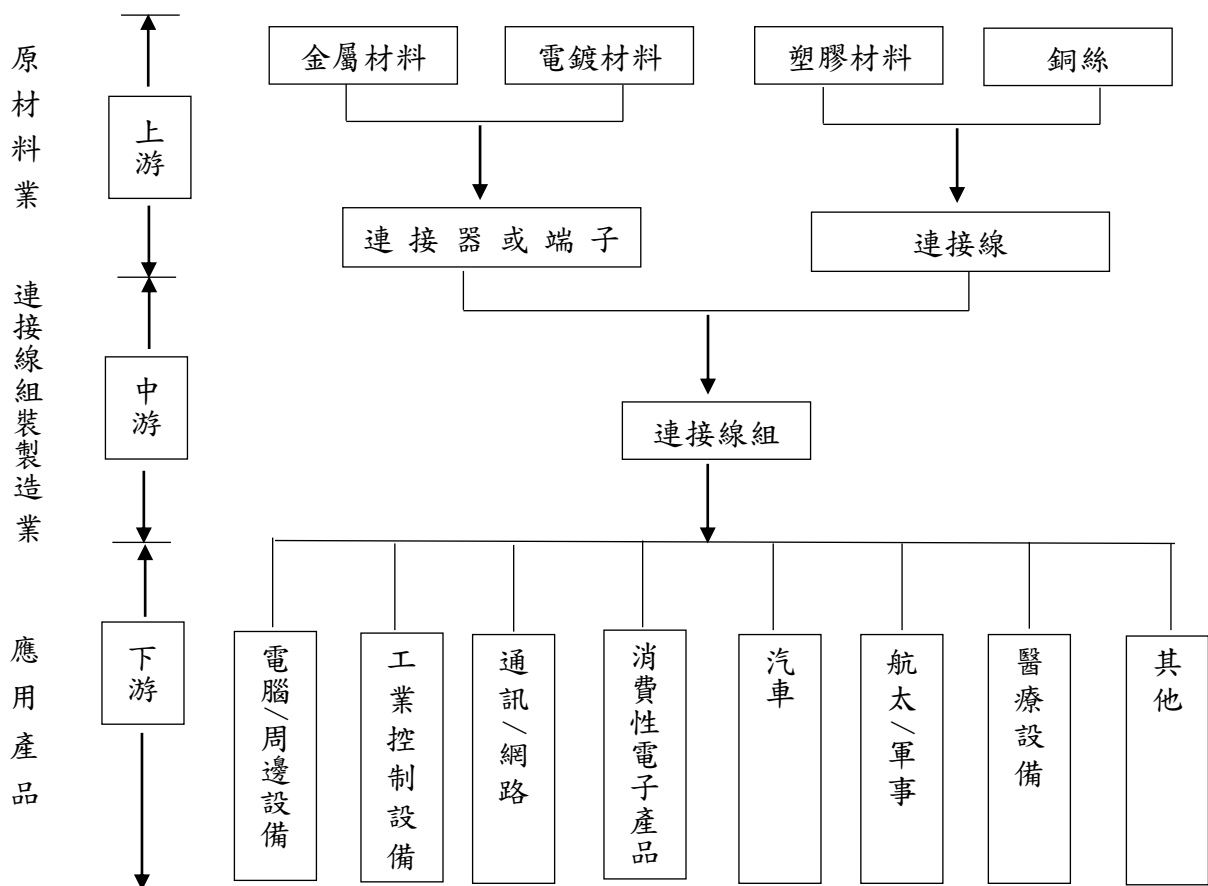 原材料業
上游
金屬材料
電鍍材料
塑膠材料
銅絲
連接器或端子
連接線
連接線組裝製造業
中游
連接線組
應用產品
下游
電腦/周邊設備
工業控制設備
通訊/網路
消費性電子產品
汽車
航太/軍事
醫療設備
其他